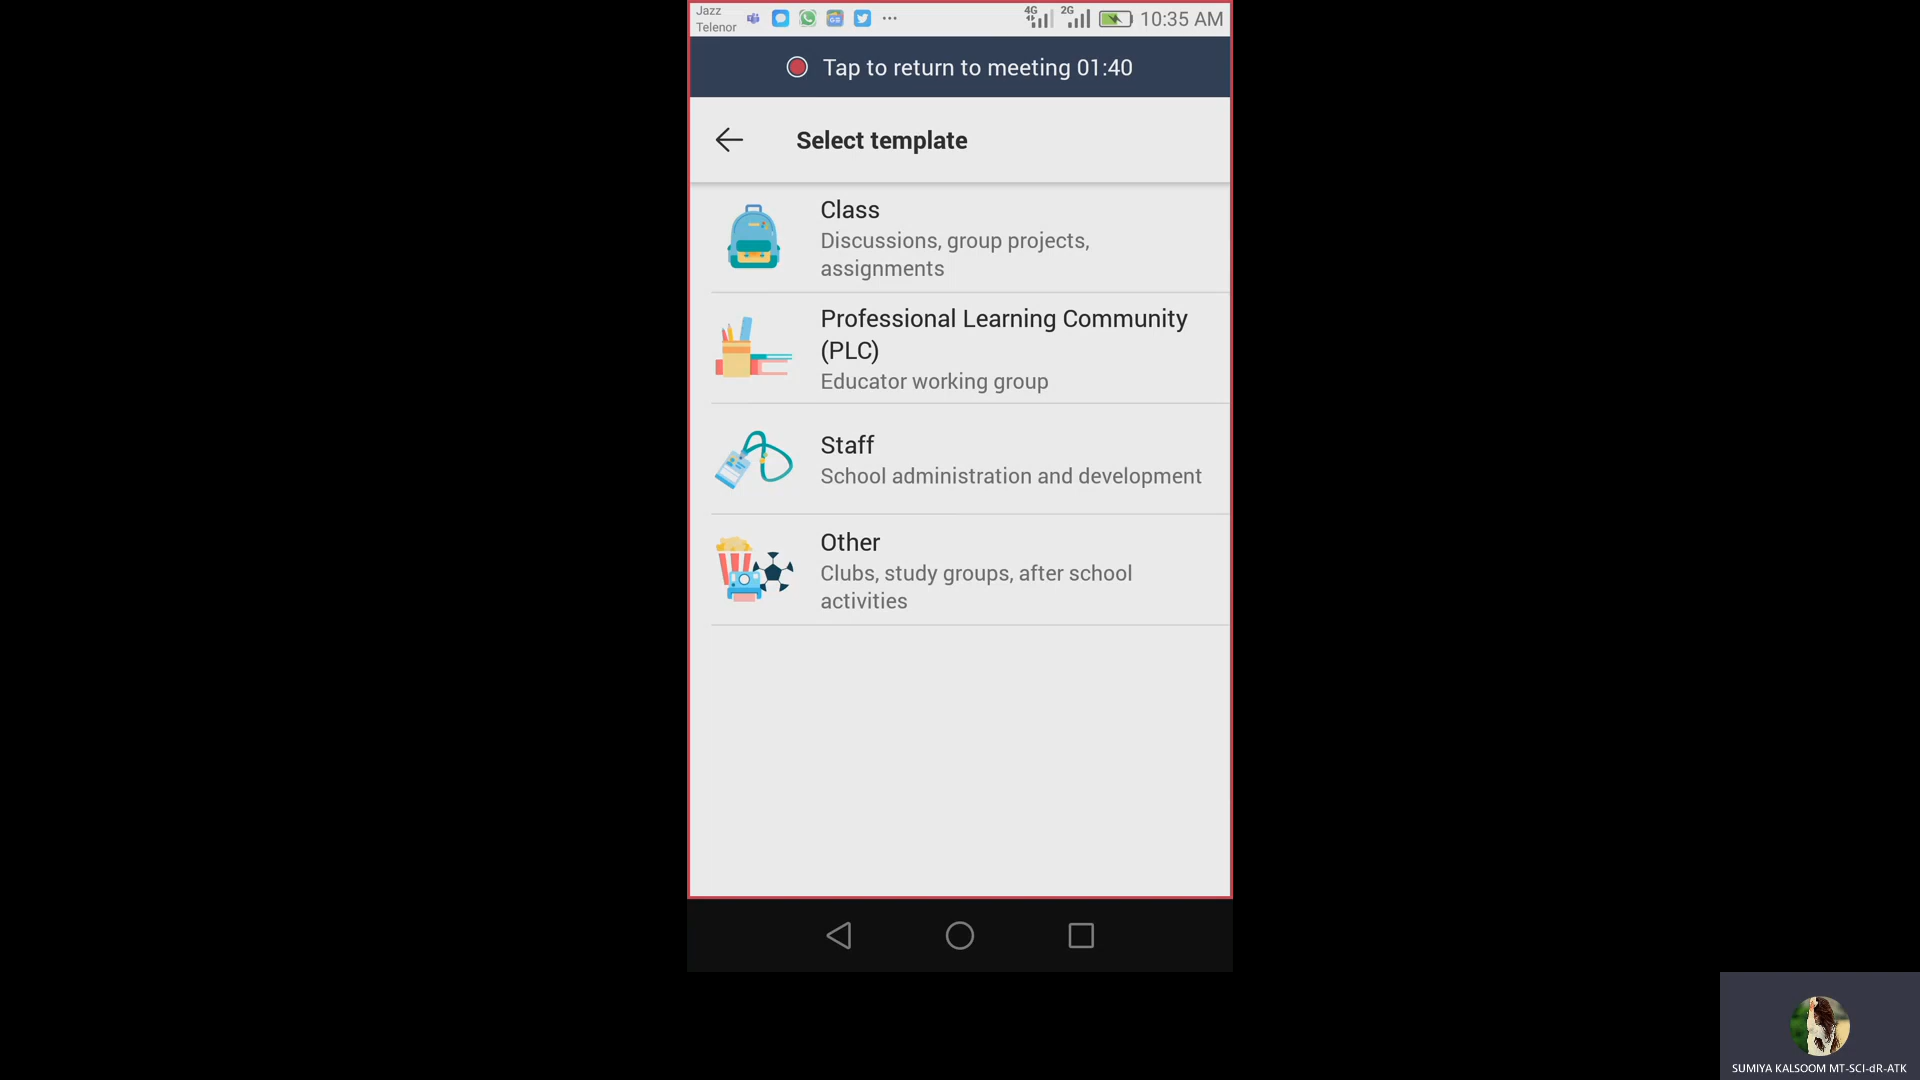 Jazz
Telenor
4G
2G
10:35 AM
Tap to return to meeting 01:40
Select template
Class
Discussions, group projects,
assignments
Professional Learning Community
(PLC)
Educator working group
Staff
School administration and development
Other
Clubs, study groups, after school
activities
SUMIYA KALSOOM MT-SCI-dR-ATK